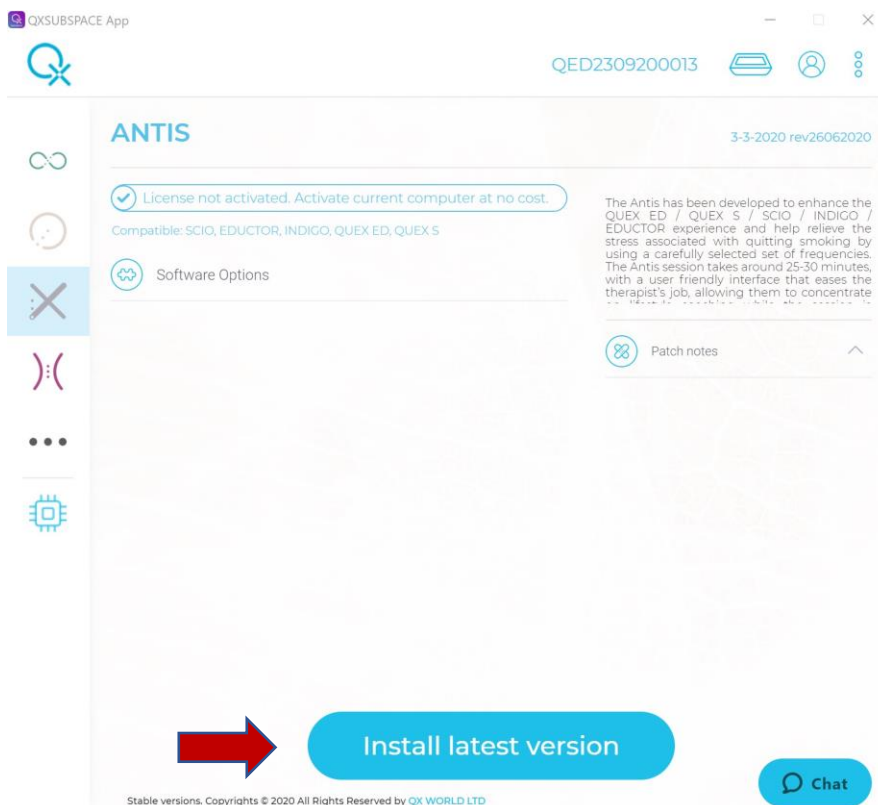 QXSUBSPACE App
QED2309200013
ANTIS
3-3-2020 rev26062020
License not activated. Activate current computer at no cost.
Compatible: SCIO, EDUCTOR, INDIGO, QUEX ED, QUEX S
Software Options
The Antis has been developed to enhance the
QUEX ED / QUEX S / SCIO / INDIGO /
EDUCTOR experience and help relieve the
stress associated with quitting smoking by
using a carefully selected set of frequencies.
The Antis session takes around 25-30 minutes,
with a user friendly interface that eases the
therapist's job, allowing them to concentrate
Patch notes
Install latest version
Chat
Stable versions. Copyrights © 2020 All Rights Reserved by QX WORLD LTD